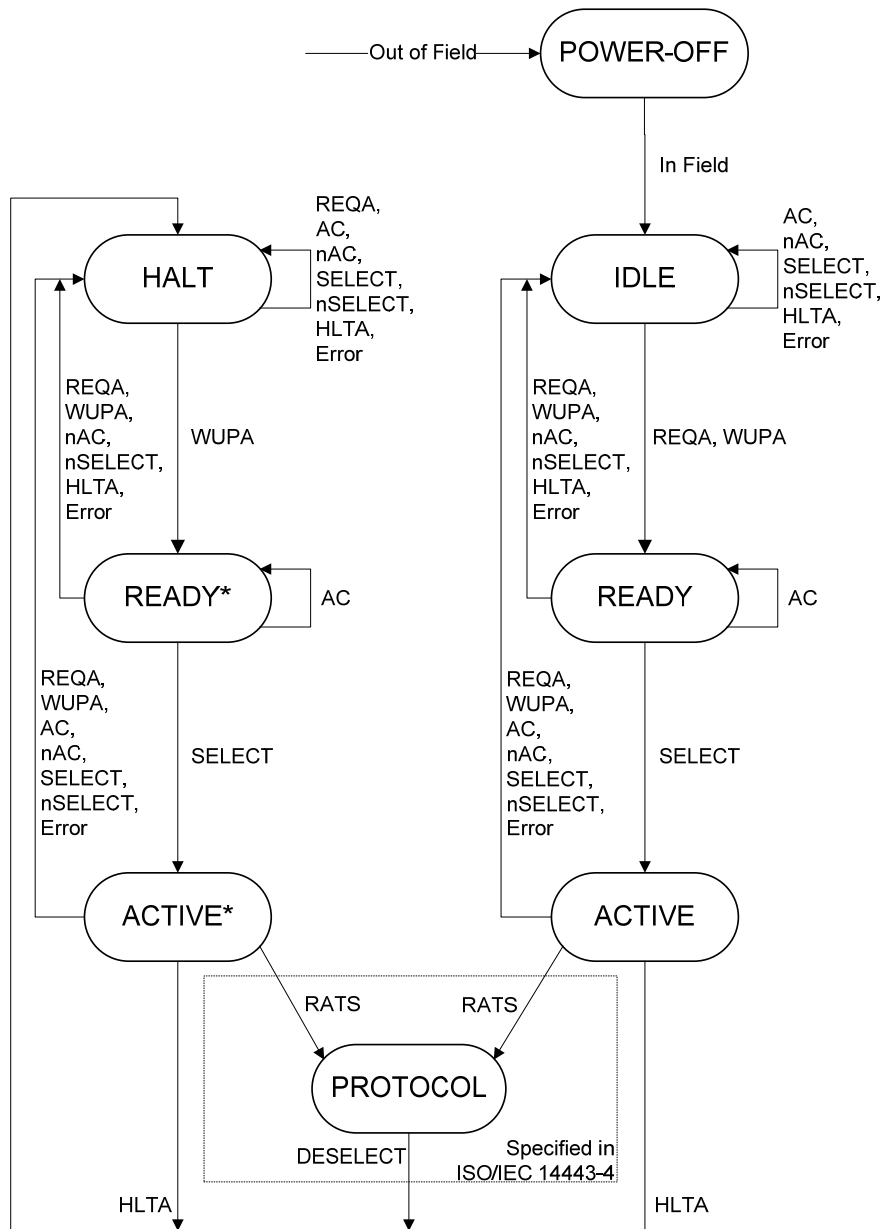 Out of Field
POWER-OFF
In Field
HALT
REQA,
AC,
nAC,
SELECT,
nSELECT,
HLTA,
Error
IDLE
AC,
nAC,
SELECT,
nSELECT,
HLTA,
Error
REQA,
WUPA,
nAC,
nSELECT,
HLTA,
Error
WUPA
REQA,
WUPA,
nAC,
nSELECT,
HLTA,
Error
REQA, WUPA
READY*
AC
READY
AC
REQA,
WUPA,
AC,
nAC,
SELECT,
nSELECT,
Error
SELECT
REQA,
WUPA,
AC,
nAC,
SELECT,
nSELECT,
Error
SELECT
ACTIVE*
ACTIVE
RATS
RATS
PROTOCOL
DESELECT
Specified in
ISO/IEC 14443-4
HLTA
HLTA